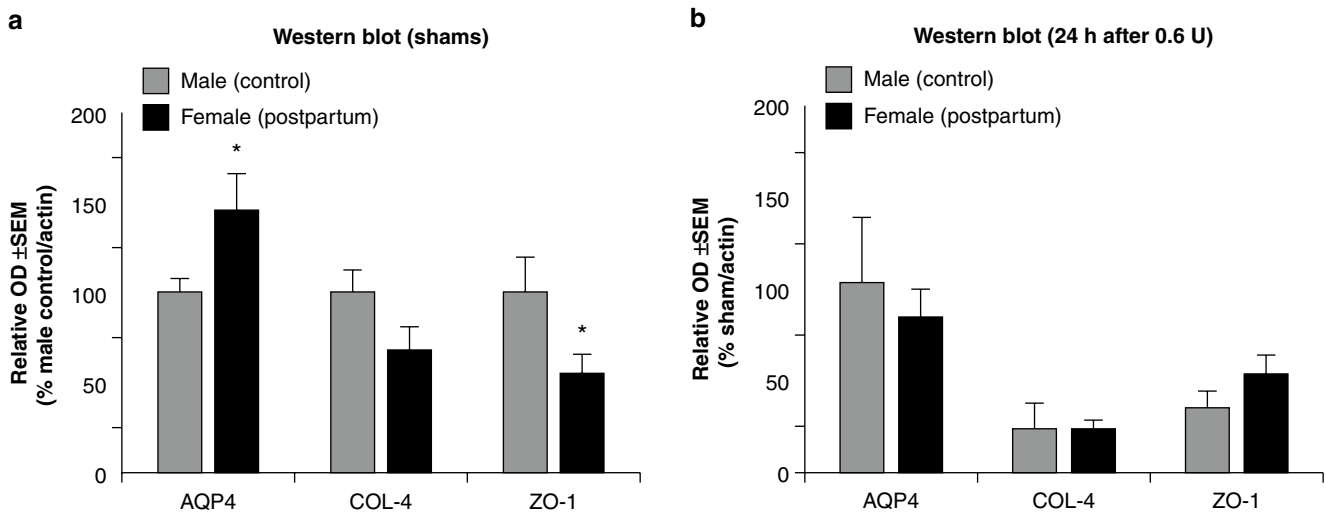 a
Western blot (shams)
Male (control)
Female (postpartum)
Relative OD ±SEM
(% male control/actin)
200
150
100
50
0
*
*
AQP4 COL-4 ZO-1
b
Western blot (24 h after 0.6 U)
Male (control)
Female (postpartum)
Relative OD ±SEM
(% sham/actin)
200
150
100
50
0
AQP4 COL-4 ZO-1